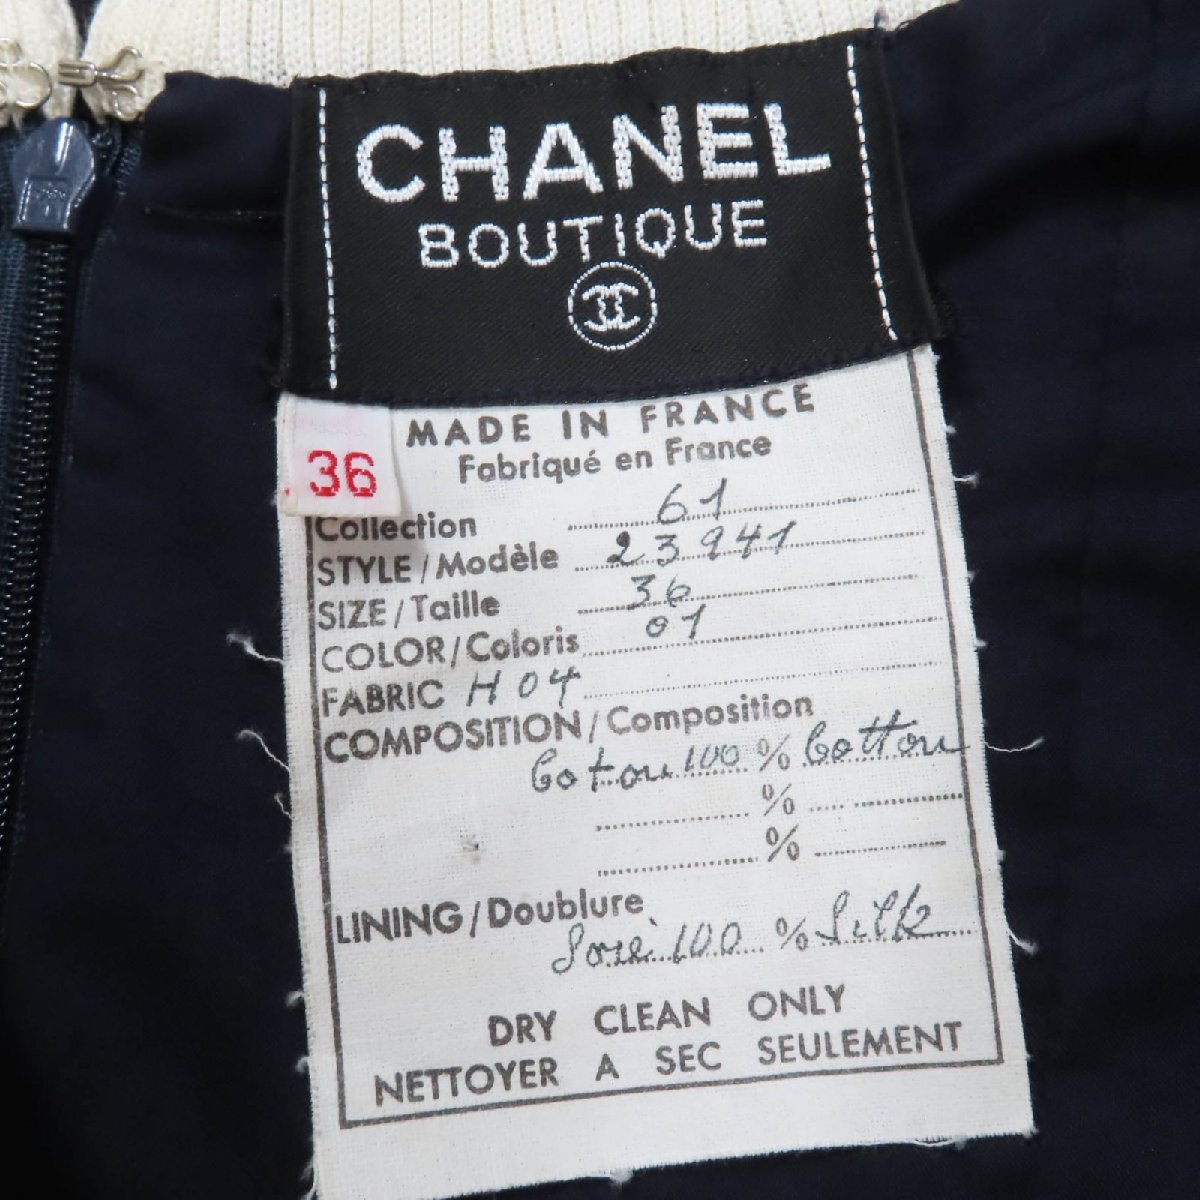 CHANEL
BOUTIQUE
MADE IN FRANCE
Fabriqué en France
36
Collection 61
STYLE/Modèle 23941
SIZE/Taille 36
COLOR/Coloris 01
FABRIC H04
COMPOSITION/Composition
Coton 100 % Cotton
%
%
LINING/Doublure
Soie 100 % Silk
DRY CLEAN ONLY
NETTOYER A SEC SEULEMENT